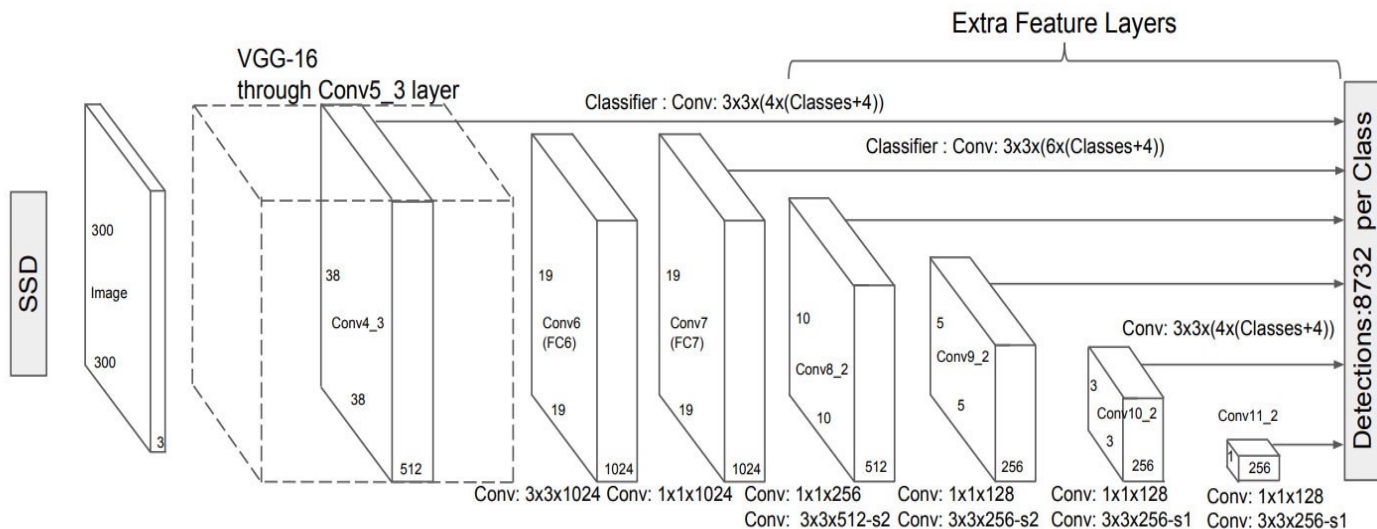 Extra Feature Layers
VGG-16
through Conv5_3 layer
Classifier : Conv: 3x3x(4x(Classes+4))
Classifier : Conv: 3x3x(6x(Classes+4))
SSD
300
Image
300
3
38
Conv4_3
38
512
19
Conv6
(FC6)
19
1024
19
Conv7
(FC7)
19
1024
10
Conv8_2
10
512
5
Conv9_2
5
256
Conv: 3x3x(4x(Classes+4))
3
Conv10_2
3
256
Conv11_2
1
256
Detections:8732 per Class
Conv: 3x3x1024
Conv: 1x1x1024
Conv: 1x1x256
Conv: 3x3x512-s2
Conv: 1x1x128
Conv: 3x3x256-s2
Conv: 1x1x128
Conv: 3x3x256-s1
Conv: 1x1x128
Conv: 3x3x256-s1